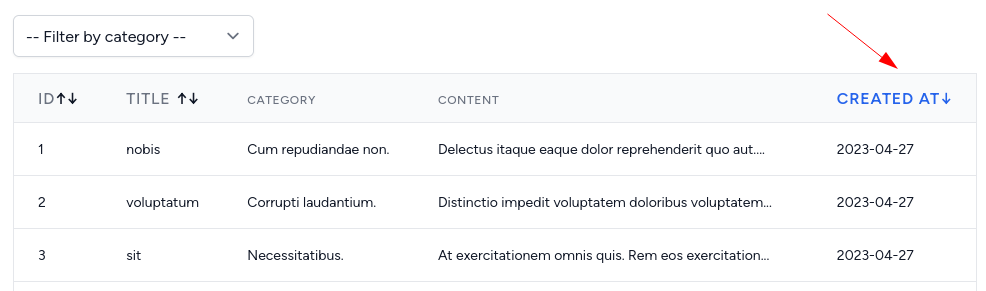 -- Filter by category --
ID↑↓ TITLE ↑↓ CATEGORY CONTENT CREATED AT↓
1 nobis Cum repudiandae non. Delectus itaque eaque dolor reprehenderit quo aut.... 2023-04-27
2 voluptatum Corrupti laudantium. Distinctio impedit voluptatem doloribus voluptatem... 2023-04-27
3 sit Necessitatibus. At exercitationem omnis quis. Rem eos exercitation... 2023-04-27